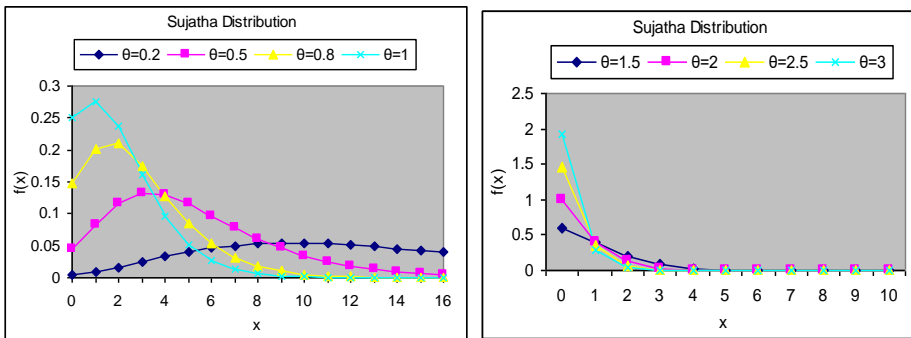 Sujatha Distribution
θ=0.2 θ=0.5 θ=0.8 θ=1
f(x)
0.3
0.25
0.2
0.15
0.1
0.05
0
0 2 4 6 8 10 12 14 16
x
Sujatha Distribution
θ=1.5 θ=2 θ=2.5 θ=3
f(x)
2.5
2
1.5
1
0.5
0
0 1 2 3 4 5 6 7 8 9 10
x